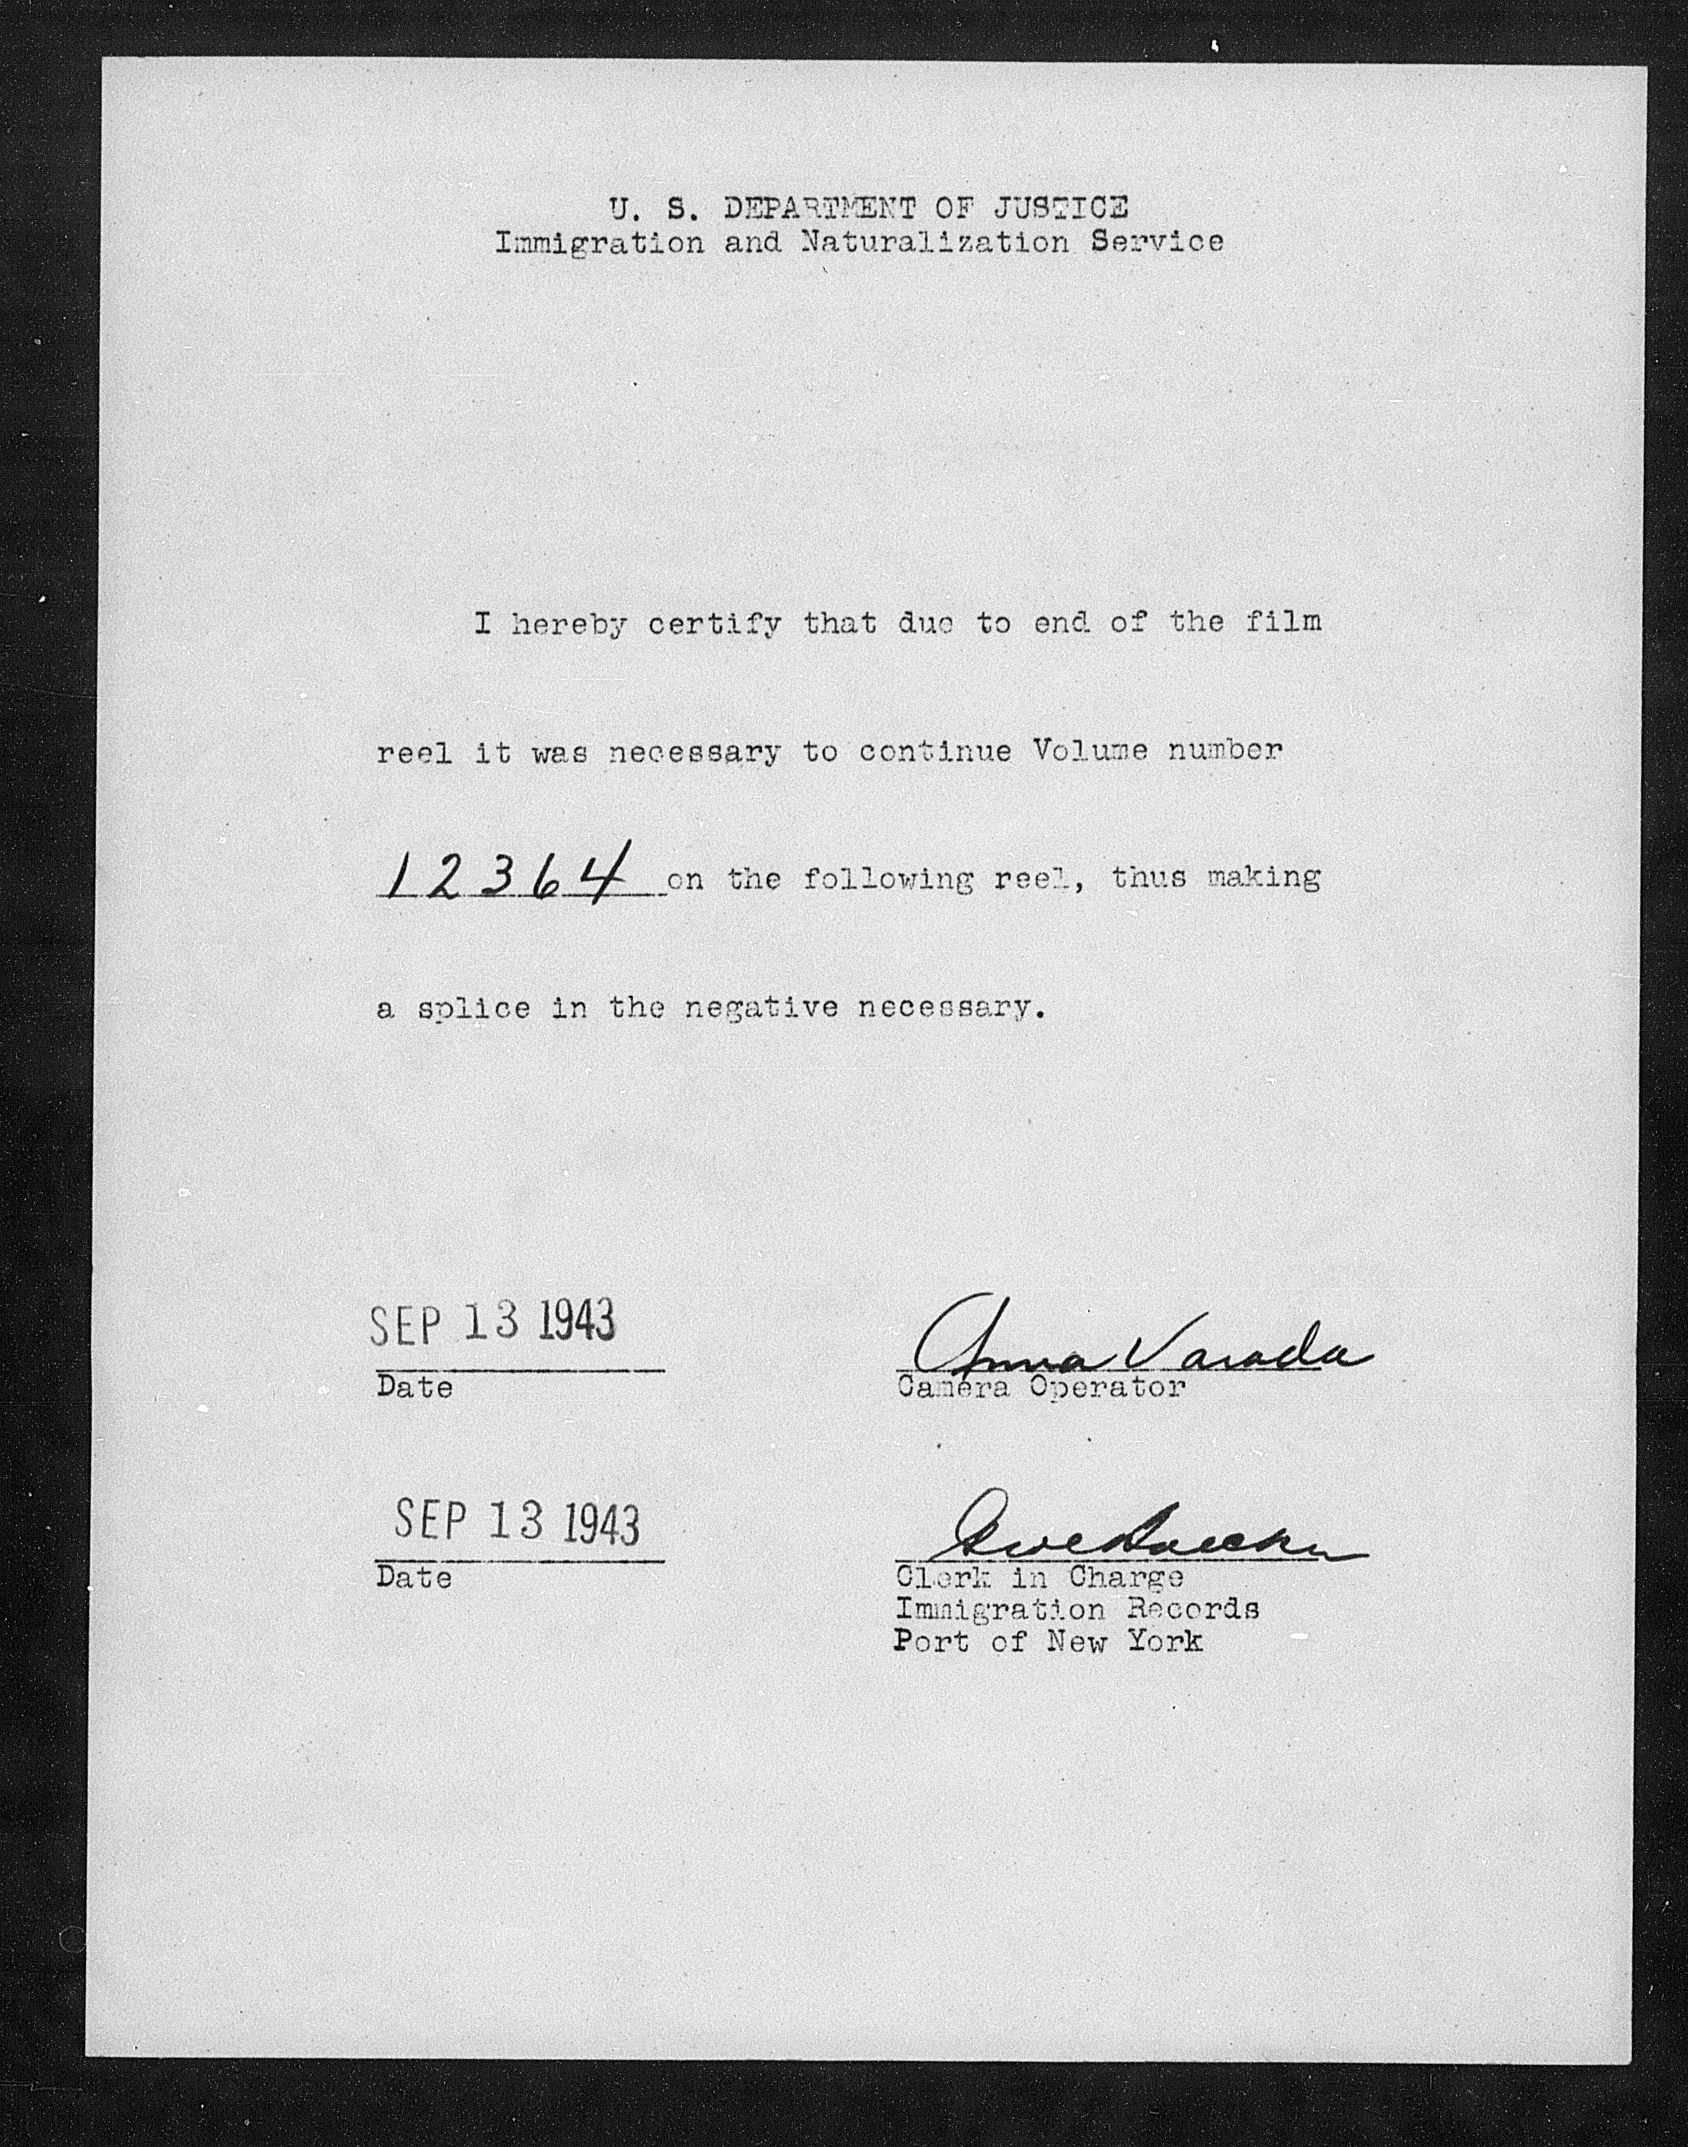 U. S. DEPARTMENT OF JUSTICE
Immigration and Naturalization Service
I hereby certify that due to end of the film
reel it was necessary to continue Volume number
12364 on the following reel, thus making
a splice in the negative necessary.
SEP 13 1943
Anna Varada
Date
Camera Operator
SEP 13 1943
Date
Clerk in Charge
Immigration Records
Port of New York